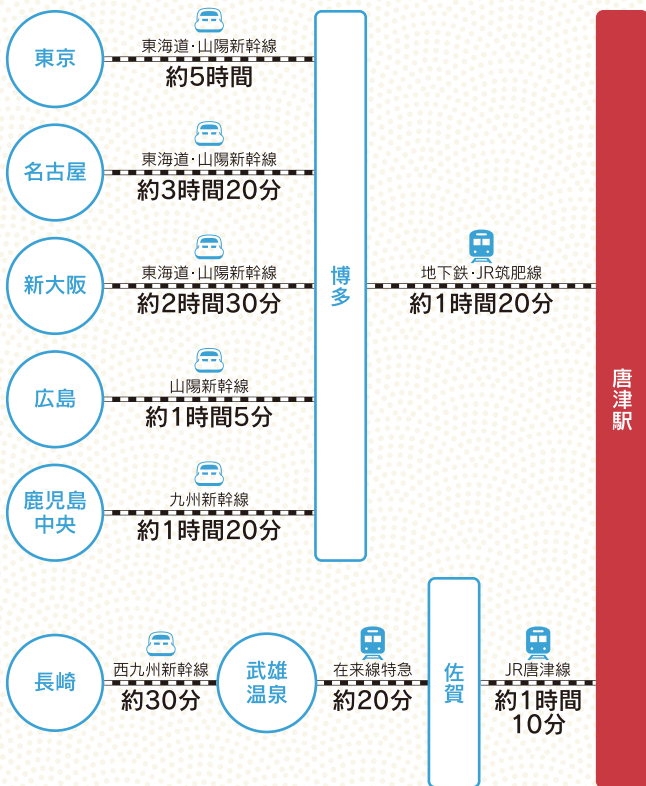 東京
東海道・山陽新幹線
約5時間
名古屋
東海道・山陽新幹線
約3時間20分
新大阪
東海道・山陽新幹線
約2時間30分
広島
山陽新幹線
約1時間5分
鹿児島
中央
九州新幹線
約1時間20分
博多
地下鉄・JR筑肥線
約1時間20分
長崎
西九州新幹線
約30分
武雄
温泉
在来線特急
約20分
佐賀
JR唐津線
約1時間
10分
唐津駅